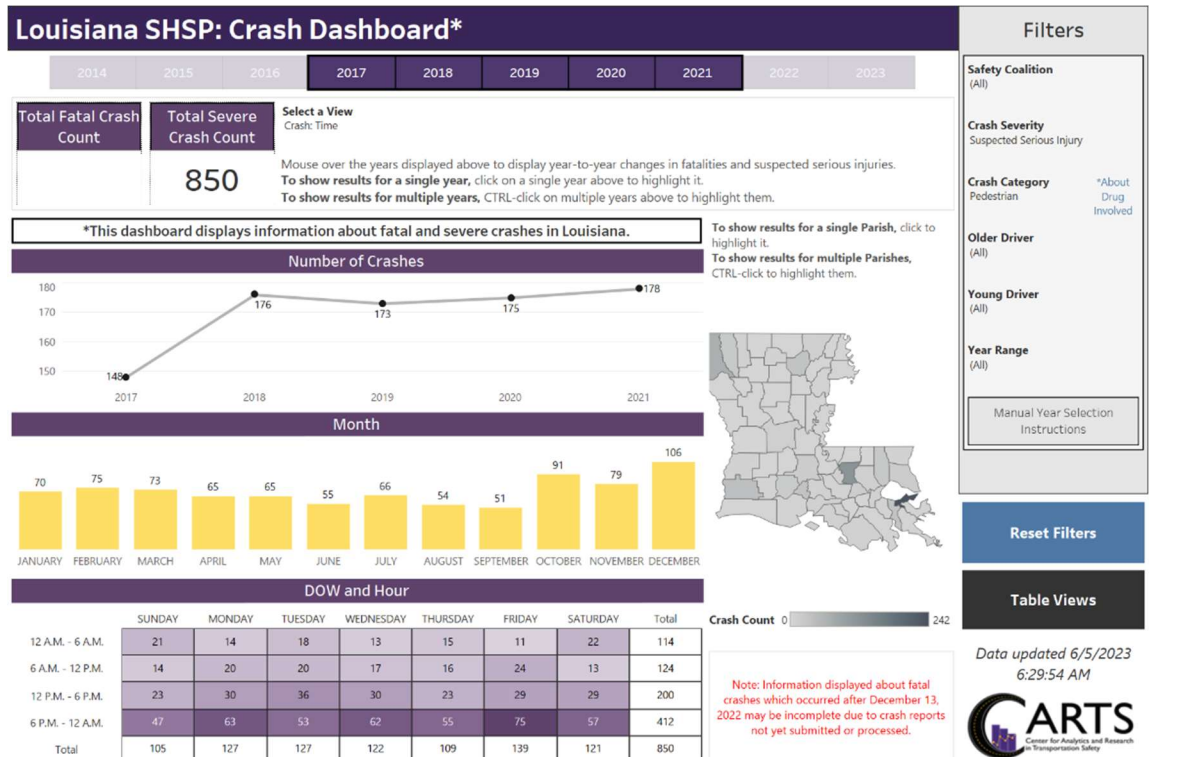 Louisiana SHSP: Crash Dashboard*
2014 2015 2016 2017 2018 2019 2020 2021 2022 2023
Total Fatal Crash
Count
Total Severe
Crash Count
850
Select a View
Crash: Time
Mouse over the years displayed above to display year-to-year changes in fatalities and suspected serious injuries.
To show results for a single year, click on a single year above to highlight it.
To show results for multiple years, CTRL-click on multiple years above to highlight them.
*This dashboard displays information about fatal and severe crashes in Louisiana.
Number of Crashes
180
170
160
150
148
176
173
175
178
2017 2018 2019 2020 2021
Month
70 75 73 65 65 55 66 54 51 91 79 106
JANUARY FEBRUARY MARCH APRIL MAY JUNE JULY AUGUST SEPTEMBER OCTOBER NOVEMBER DECEMBER
DOW and Hour
SUNDAY MONDAY TUESDAY WEDNESDAY THURSDAY FRIDAY SATURDAY Total
12 A.M. - 6 A.M. 21 14 18 13 15 11 22 114
6 A.M. - 12 P.M. 14 20 20 17 16 24 13 124
12 P.M. - 6 P.M. 23 30 36 30 23 29 29 200
6 P.M. - 12 A.M. 47 63 53 62 55 75 57 412
Total 105 127 127 122 109 139 121 850
To show results for a single Parish, click to
highlight it.
To show results for multiple Parishes,
CTRL-click to highlight them.
Crash Count 0 242
Note: Information displayed about fatal
crashes which occurred after December 13,
2022 may be incomplete due to crash reports
not yet submitted or processed.
Filters
Safety Coalition
(All)
Crash Severity
Suspected Serious Injury
Crash Category
Pedestrian
*About
Drug
Involved
Older Driver
(All)
Young Driver
(All)
Year Range
(All)
Manual Year Selection
Instructions
Reset Filters
Table Views
Data updated 6/5/2023
6:29:54 AM
CARTS
Center for Analytics and Research
in Transportation Safety